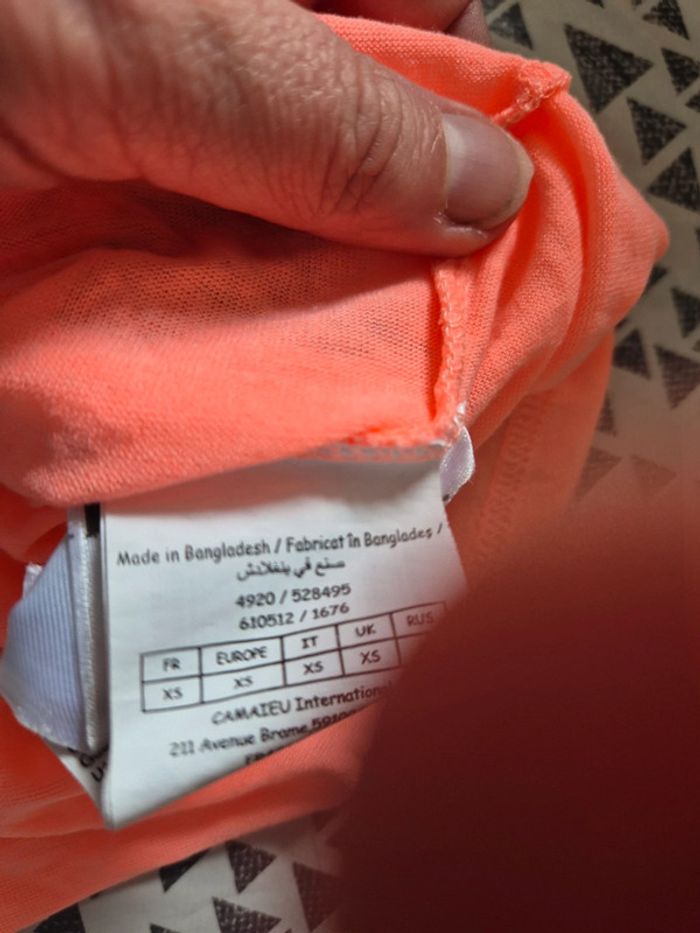 Made in Bangladesh / Fabricat în Bangladeş /
صنع في بنغلادش
4920 / 528495
610512 / 1676
FR EUROPE IT UK RUS
XS XS XS XS
CAMAIEU International
211 Avenue Brame 59100